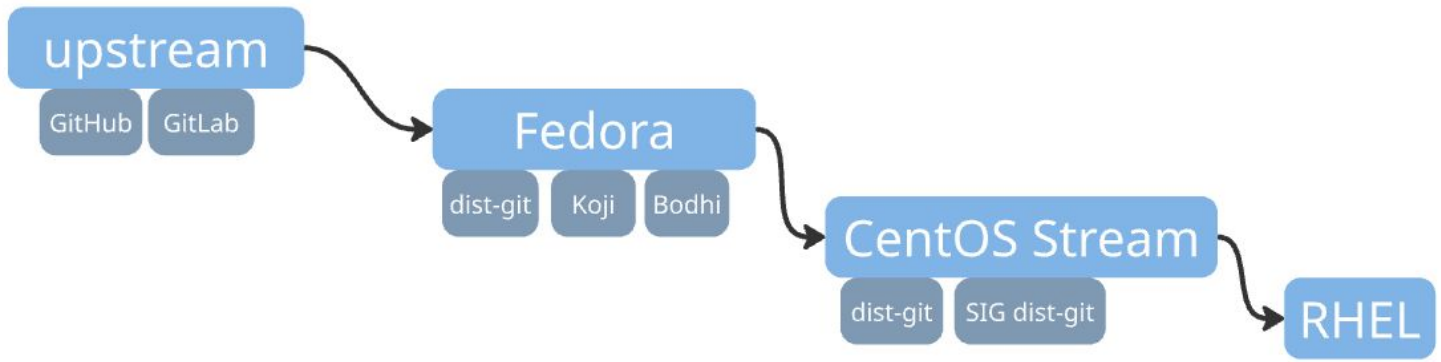 upstream
GitHub
GitLab
Fedora
dist-git
Koji
Bodhi
CentOS Stream
dist-git
SIG dist-git
RHEL